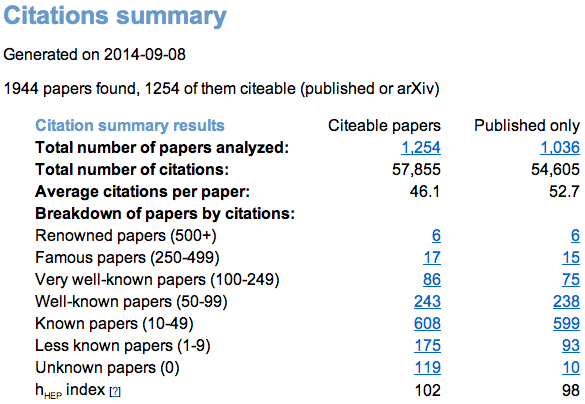 Citations summary
Generated on 2014-09-08
1944 papers found, 1254 of them citeable (published or arXiv)
Citation summary results Citeable papers Published only
Total number of papers analyzed: 1,254 1,036
Total number of citations: 57,855 54,605
Average citations per paper: 46.1 52.7
Breakdown of papers by citations:
Renowned papers (500+) 6 6
Famous papers (250-499) 17 15
Very well-known papers (100-249) 86 75
Well-known papers (50-99) 243 238
Known papers (10-49) 608 599
Less known papers (1-9) 175 93
Unknown papers (0) 119 10
hHEP index [?] 102 98